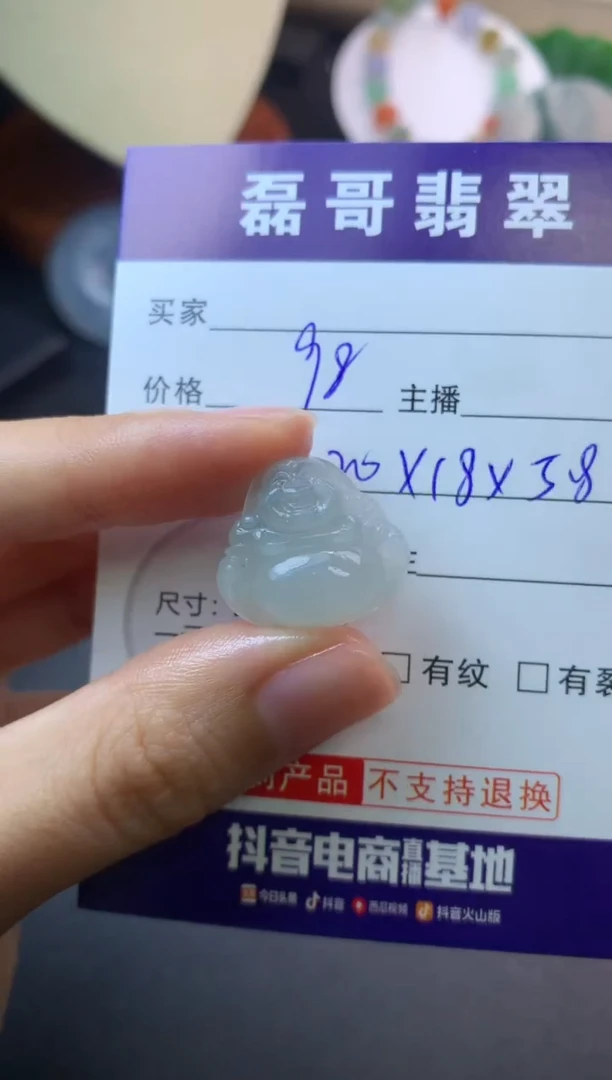 磊哥翡翠
买家
价格 98 主播
20X18X58
尺寸:
有纹 有裂
产品 不支持退换
抖音电商直播基地
今日头条 抖音 西瓜视频 抖音火山版